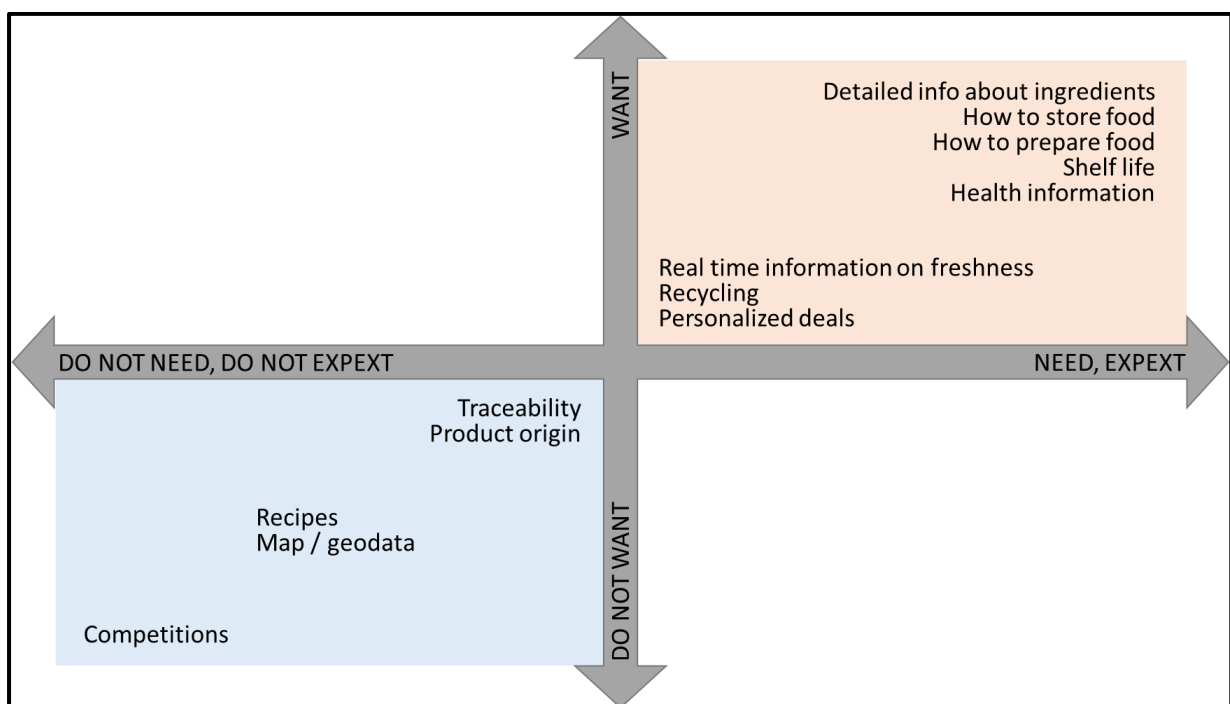 WANT
Detailed info about ingredients
How to store food
How to prepare food
Shelf life
Health information
Real time information on freshness
Recycling
Personalized deals
DO NOT NEED, DO NOT EXPEXT
NEED, EXPEXT
Traceability
Product origin
Recipes
Map / geodata
Competitions
DO NOT WANT